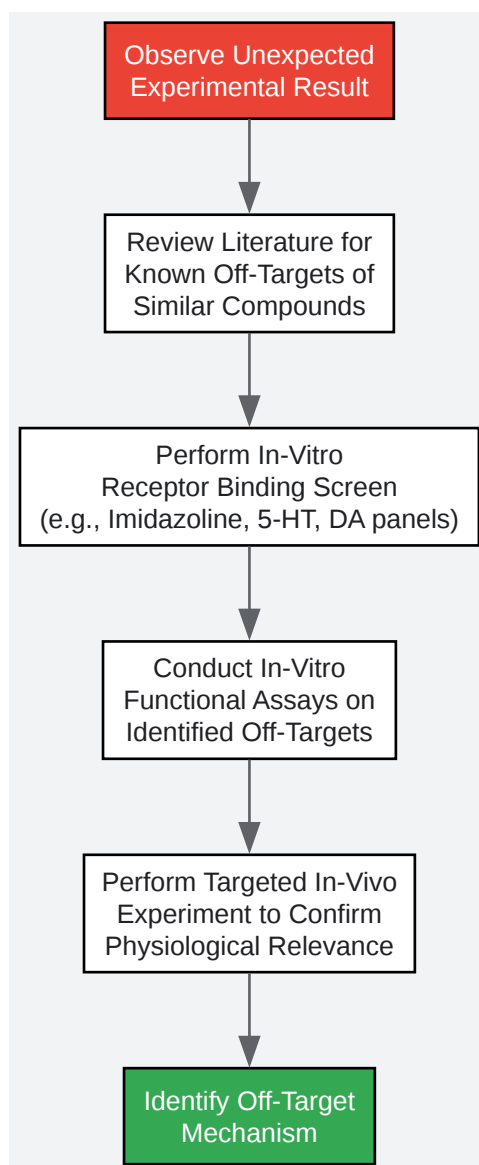 Observe Unexpected
Experimental Result
Review Literature for
Known Off-Targets of
Similar Compounds
Perform In-Vitro
Receptor Binding Screen
(e.g., Imidazoline, 5-HT, DA panels)
Conduct In-Vitro
Functional Assays on
Identified Off-Targets
Perform Targeted In-Vivo
Experiment to Confirm
Physiological Relevance
Identify Off-Target
Mechanism